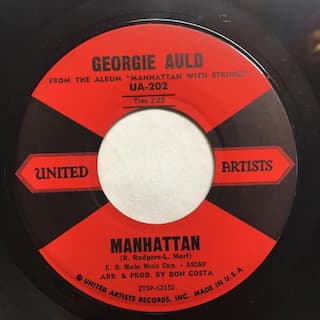 GEORGIE AULD
FROM THE ALBUM "MANHATTAN WITH STRINGS"
UA-202
Time 2:25
UNITED ARTISTS
MANHATTAN
(R. Rodgers-L. Hart)
E. B. Marks Music Corp. - ASCAP
ARR. & PROD. BY DON COSTA
ZTSP-62132
© UNITED ARTISTS RECORDS, INC. MADE IN U.S.A.